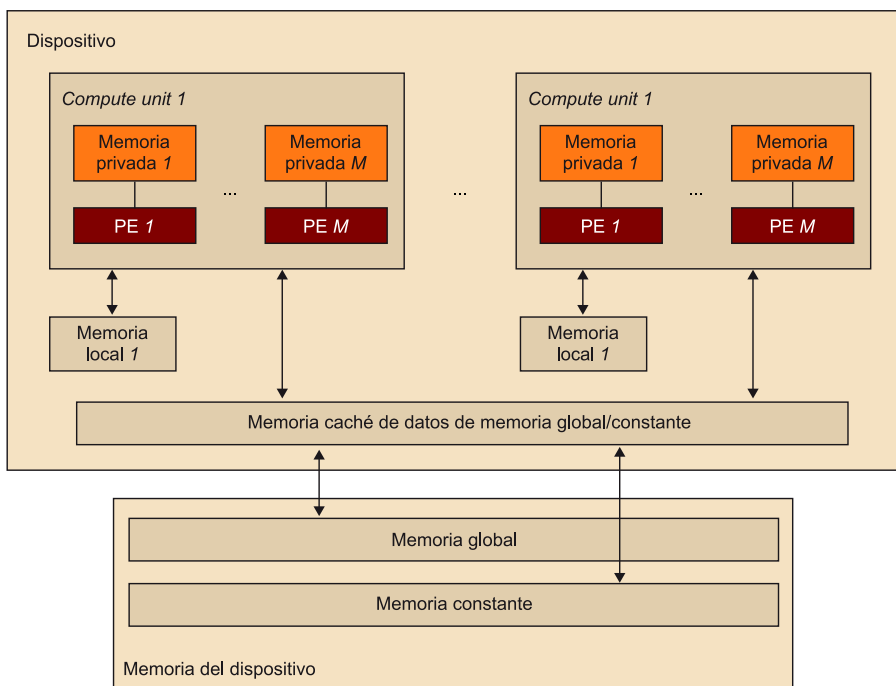 Dispositivo
Compute unit 1
Memoria
privada 1
...
Memoria
privada M
PE 1
PE M
...
Compute unit 1
Memoria
privada 1
...
Memoria
privada M
PE 1
PE M
Memoria
local 1
Memoria
local 1
Memoria caché de datos de memoria global/constante
Memoria global
Memoria constante
Memoria del dispositivo